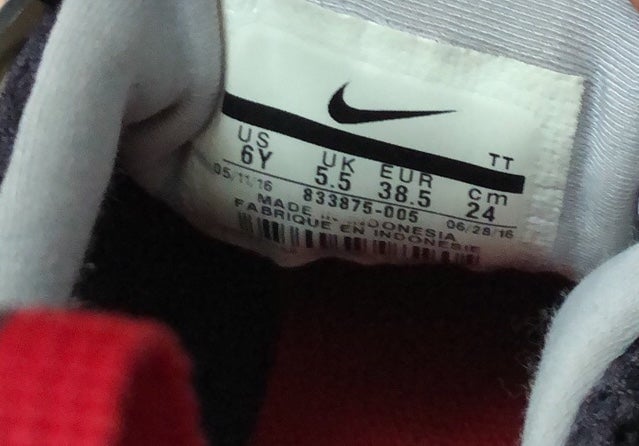 TT
US UK EUR cm
6Y 5.5 38.5 24
05/11/16 833875-005 06/28/16
MADE IN INDONESIA
FABRIQUE EN INDONESIE